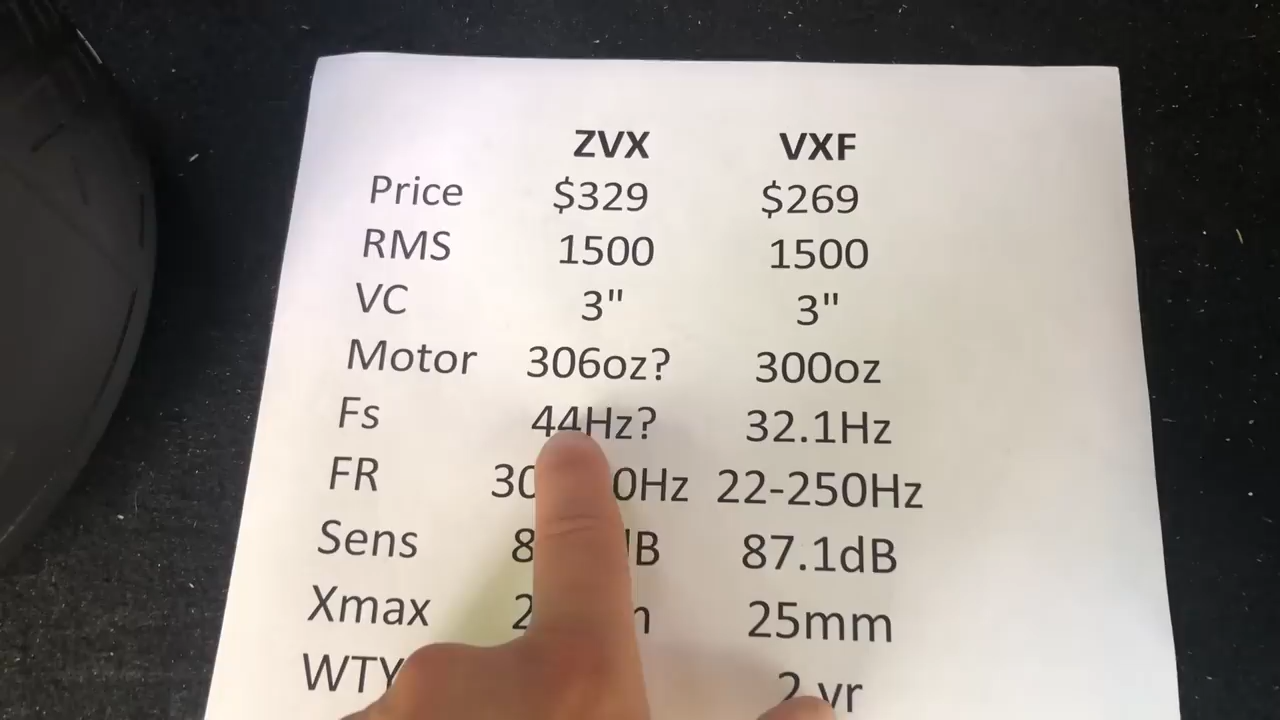 ZVX VXF
Price $329 $269
RMS 1500 1500
VC 3" 3"
Motor 306oz? 300oz
Fs 44Hz? 32.1Hz
FR 22-250Hz
Sens 87.1dB
Xmax 25mm
WTY 2 yr